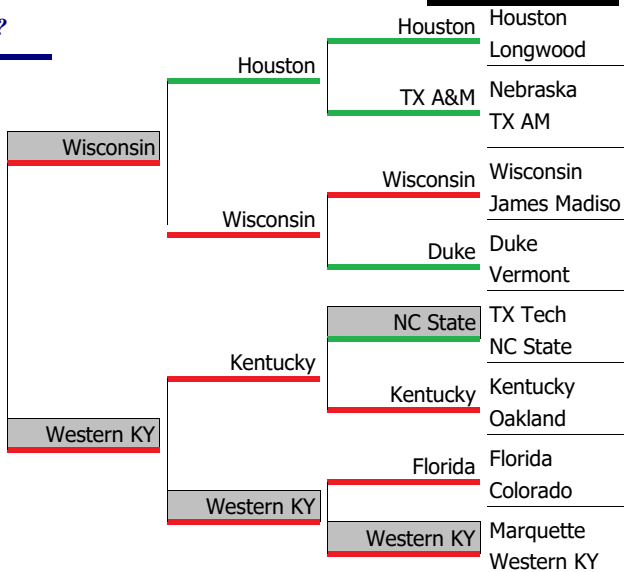 ?
Houston
Longwood
Houston
Nebraska
TX AM
TX A&M
Houston
Wisconsin
James Madiso
Wisconsin
Duke
Vermont
Duke
Wisconsin
Wisconsin
TX Tech
NC State
NC State
Kentucky
Oakland
Kentucky
Kentucky
Florida
Colorado
Florida
Marquette
Western KY
Western KY
Western KY
Western KY